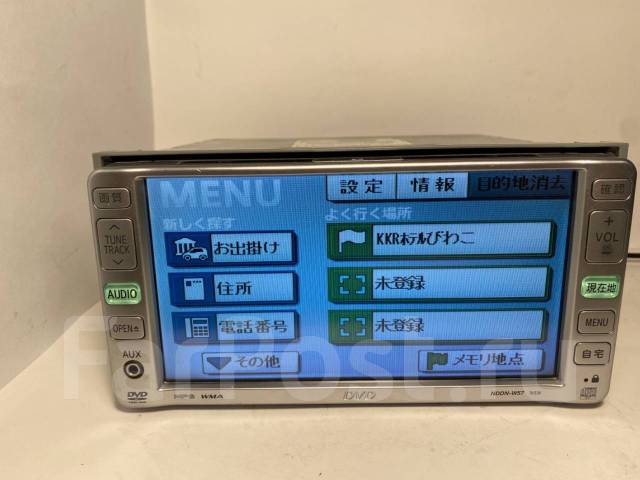 画質
MENU
設定
情報
目的地消去
確認
新しく探す
よく行く場所
TUNE
TRACK
VOL
お出掛け
KKRホテルびわこ
住所
未登録
AUDIO
現在地
電話番号
未登録
OPEN
MENU
その他
メモリ地点
AUX
自宅
DVD
MP3
WMA
DVD
NDDN-W57
FarPost.ru